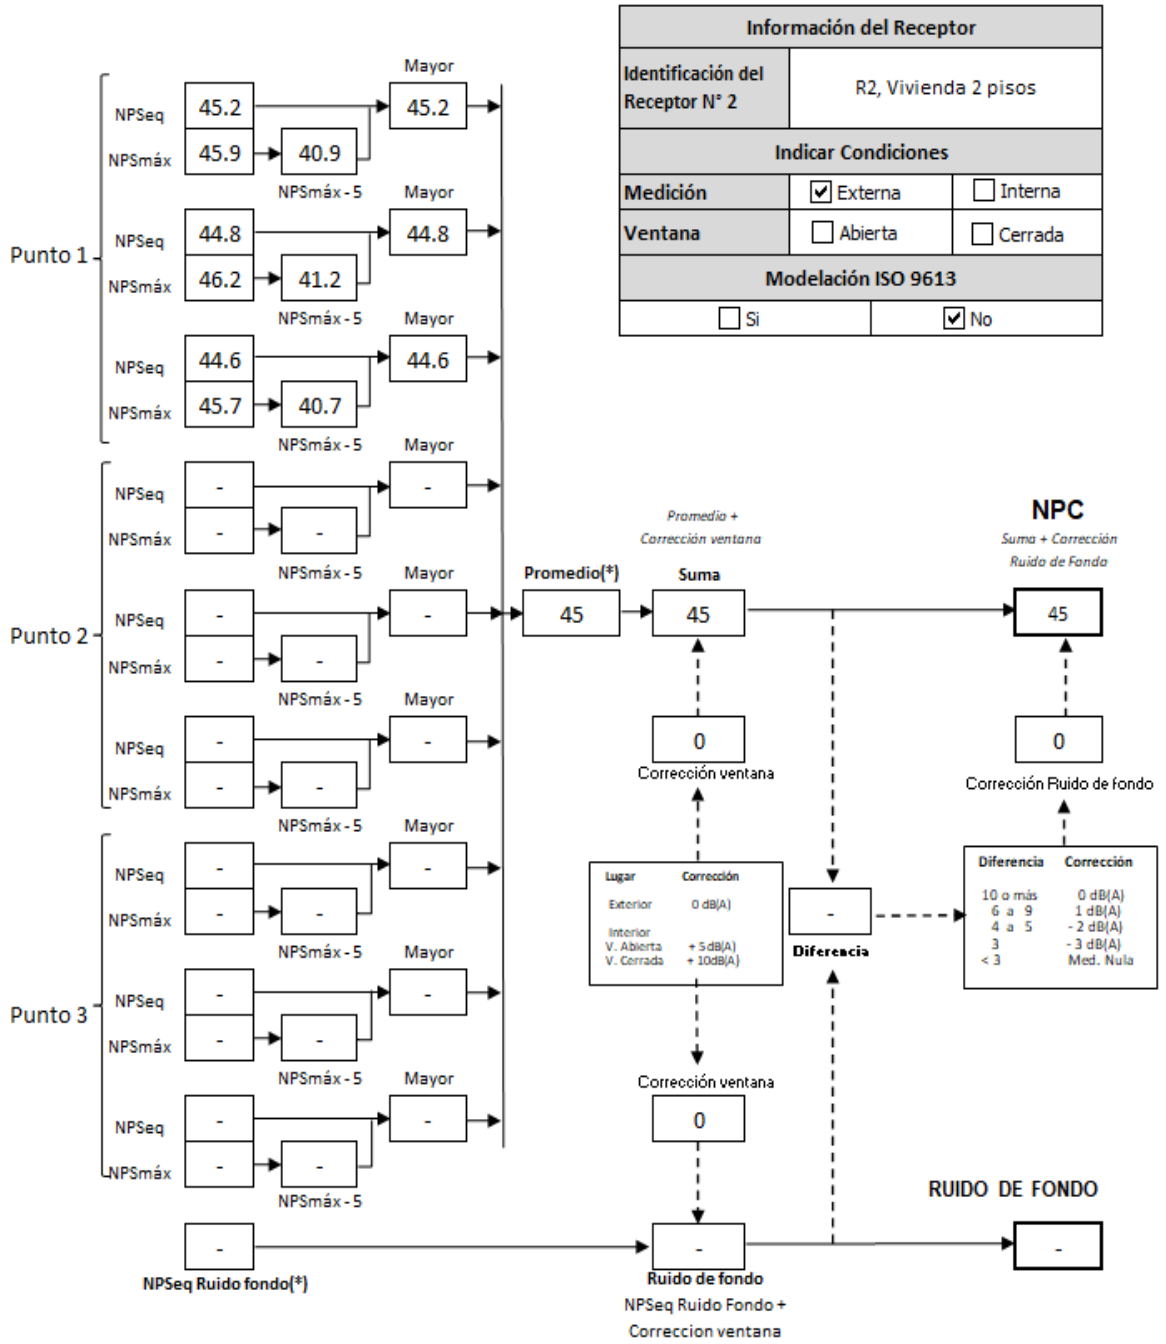 Información del Receptor
Identificación del
Receptor N° 2
R2, Vivienda 2 pisos
Indicar Condiciones
Medición
Externa
Interna
Ventana
Abierta
Cerrada
Modelación ISO 9613
Si
No
Punto 1
Mayor
NPSeq
45.2
45.2
NPSmáx
45.9
40.9
NPSmáx - 5
Mayor
NPSeq
44.8
44.8
NPSmáx
46.2
41.2
NPSmáx - 5
Mayor
NPSeq
44.6
44.6
NPSmáx
45.7
40.7
NPSmáx - 5
Punto 2
Mayor
NPSeq
-
-
NPSmáx
-
-
NPSmáx - 5
Mayor
NPSeq
-
-
NPSmáx
-
-
NPSmáx - 5
Mayor
NPSeq
-
-
NPSmáx
-
-
NPSmáx - 5
Punto 3
Mayor
NPSeq
-
-
NPSmáx
-
-
NPSmáx - 5
Mayor
NPSeq
-
-
NPSmáx
-
-
NPSmáx - 5
Mayor
NPSeq
-
-
NPSmáx
-
-
NPSmáx - 5
Promedio(*)
45
Promedio +
Corrección ventana
Suma
45
NPC
Suma + Corrección
Ruido de Fondo
45
0
Corrección ventana
0
Corrección Ruido de fondo
Lugar Corrección
Exterior 0 dB(A)
Interior
V. Abierta + 5 dB(A)
V. Cerrada + 10dB(A)
-
Diferencia
Diferencia Corrección
10 o más 0 dB(A)
6 a 9 1 dB(A)
4 a 5 - 2 dB(A)
3 - 3 dB(A)
< 3 Med. Nula
Corrección ventana
0
RUIDO DE FONDO
-
-
-
NPSeq Ruido fondo(*)
Ruido de fondo
NPSeq Ruido Fondo +
Correccion ventana